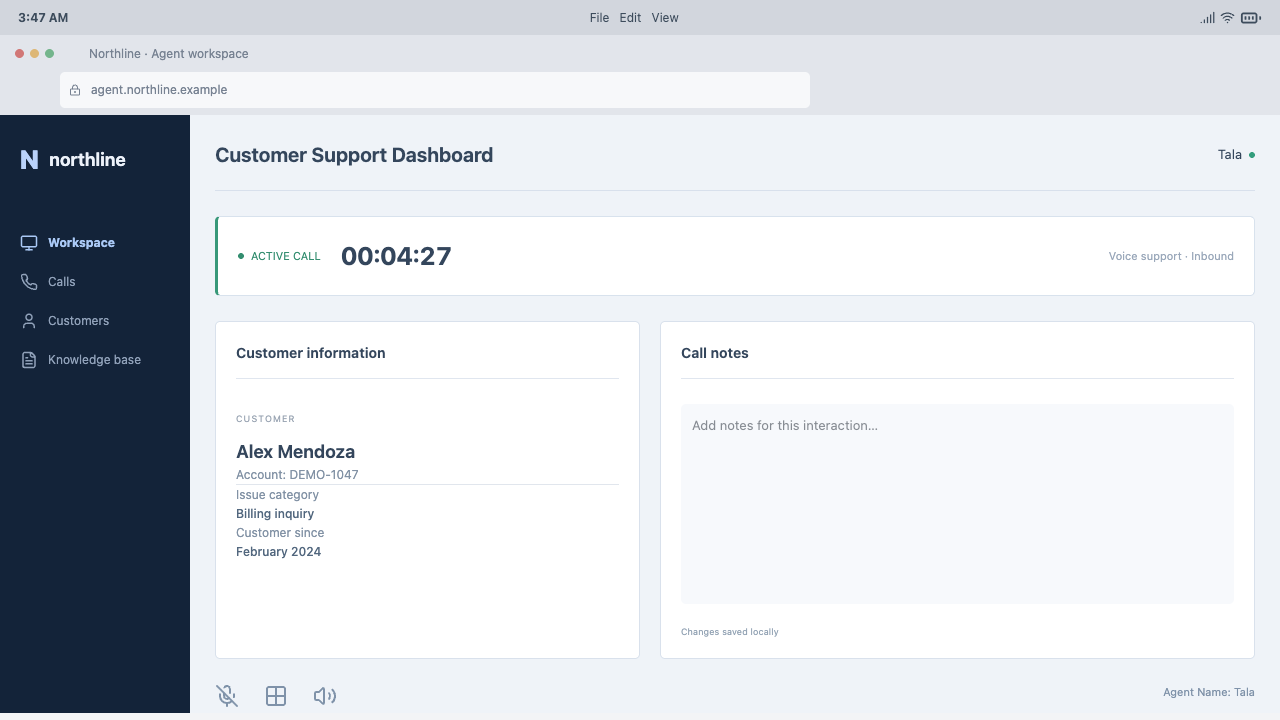 3:47 AM
File Edit View
Northline · Agent workspace
agent.northline.example
N northline
Workspace
Calls
Customers
Knowledge base
Customer Support Dashboard
Tala
ACTIVE CALL 00:04:27
Voice support · Inbound
Customer information
CUSTOMER
Alex Mendoza
Account: DEMO-1047
Issue category
Billing inquiry
Customer since
February 2024
Call notes
Add notes for this interaction...
Changes saved locally
Agent Name: Tala